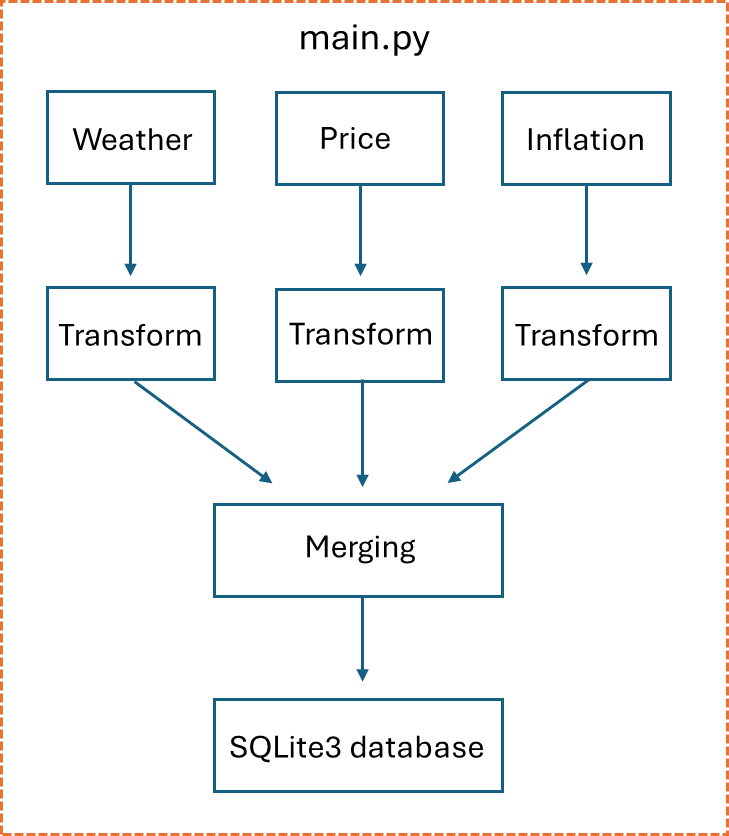 main.py
Weather
Price
Inflation
Transform
Transform
Transform
Merging
SQLite3 database